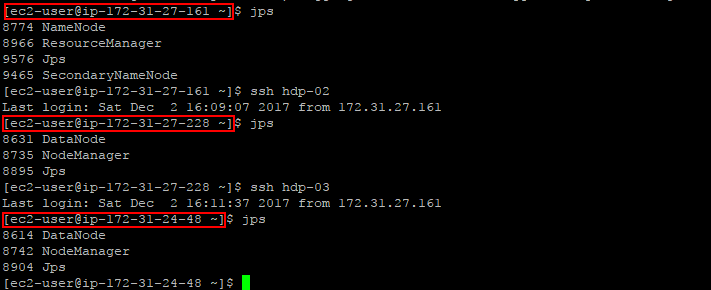 [ec2-user@ip-172-31-27-161 ~]$ jps
8774 NameNode
8966 ResourceManager
9576 Jps
9465 SecondaryNameNode
[ec2-user@ip-172-31-27-161 ~]$ ssh hdp-02
Last login: Sat Dec  2 16:09:07 2017 from 172.31.27.161
[ec2-user@ip-172-31-27-228 ~]$ jps
8631 DataNode
8735 NodeManager
8895 Jps
[ec2-user@ip-172-31-27-228 ~]$ ssh hdp-03
Last login: Sat Dec  2 16:11:37 2017 from 172.31.27.161
[ec2-user@ip-172-31-24-48 ~]$ jps
8614 DataNode
8742 NodeManager
8904 Jps
[ec2-user@ip-172-31-24-48 ~]$